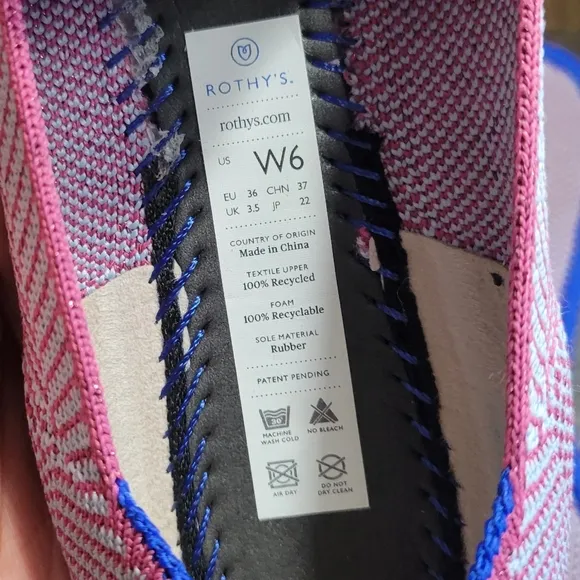 ROTHY'S.
rothys.com
US W6
EU 36 CHN 37
UK 3.5 JP 22
COUNTRY OF ORIGIN
Made in China
TEXTILE UPPER
100% Recycled
FOAM
100% Recyclable
SOLE MATERIAL
Rubber
PATENT PENDING
30°
MACHINE WASH COLD
NO BLEACH
AIR DAY
DO NOT DAY CLEAN